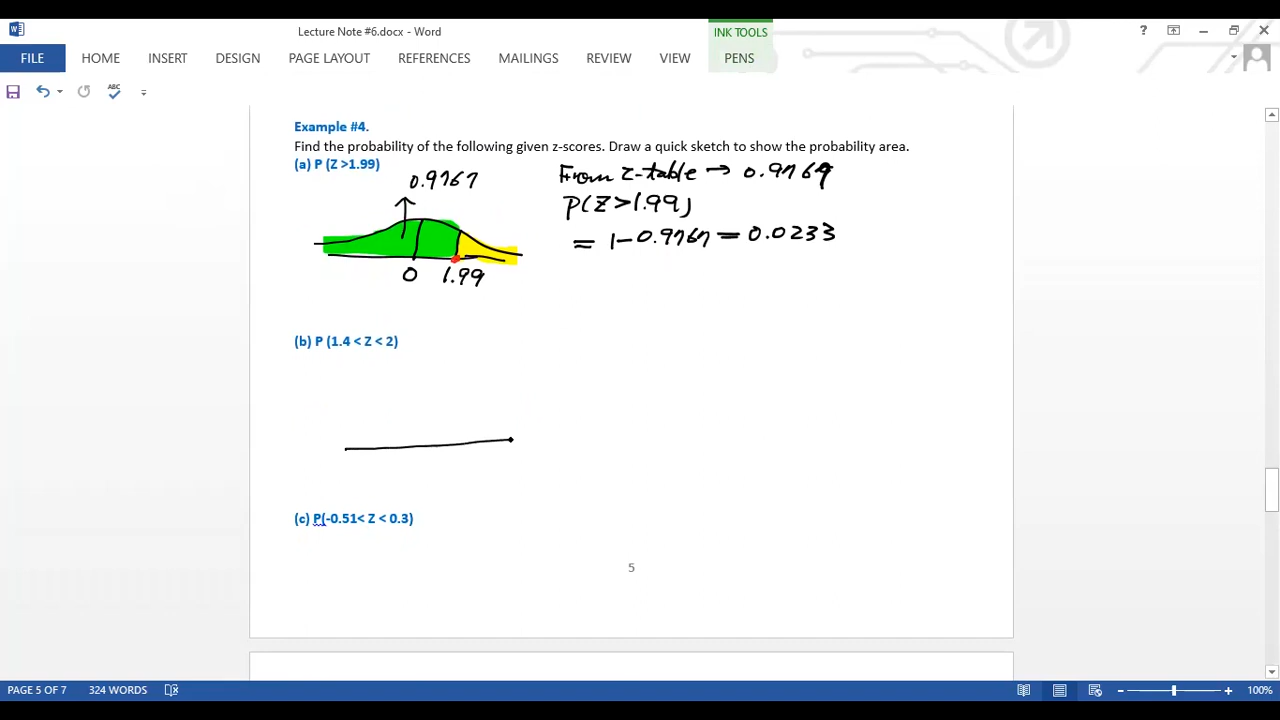 Lecture Note #6.docx - Word
INK TOOLS
?
FILE HOME INSERT DESIGN PAGE LAYOUT REFERENCES MAILINGS REVIEW VIEW PENS
ABC
Example #4.
Find the probability of the following given z-scores. Draw a quick sketch to show the probability area.
(a) P (Z >1.99)
0.9767
0 1.99
From z-table → 0.9767
P(Z>1.99)
= 1-0.9767 = 0.0233
(b) P (1.4 < Z < 2)
(c) P(-0.51< Z < 0.3)
5
PAGE 5 OF 7 324 WORDS 100%